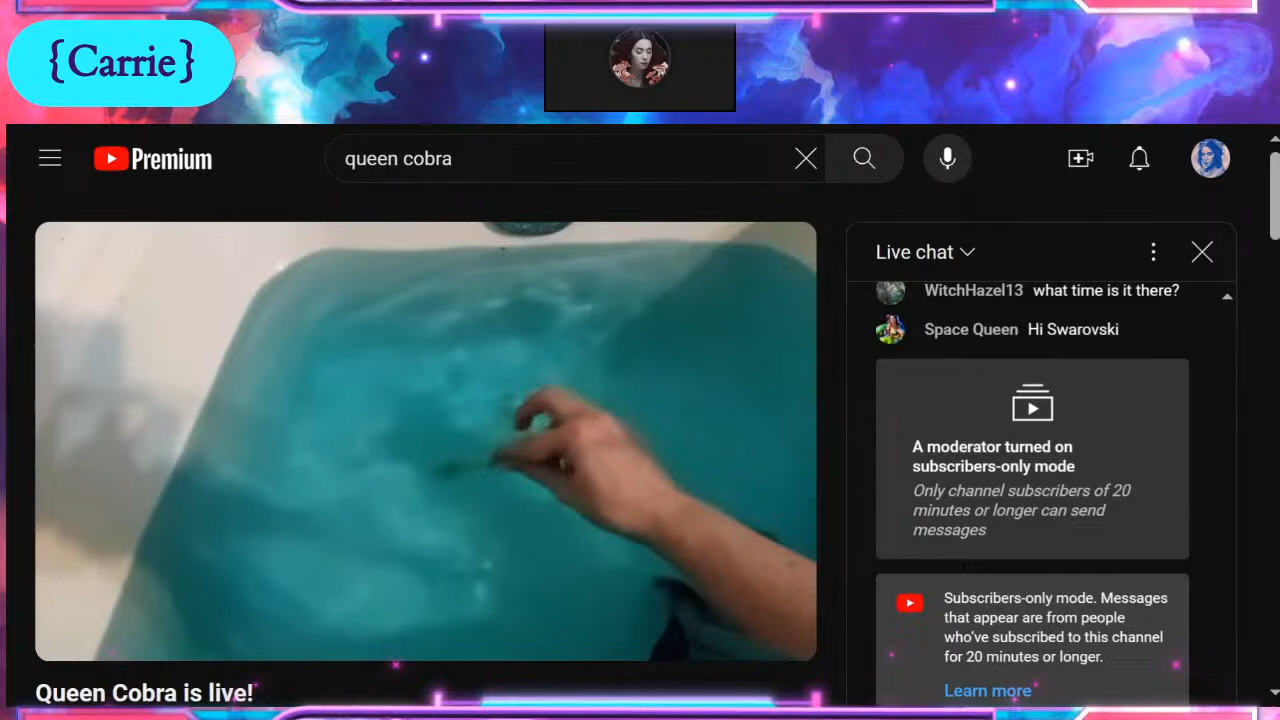 {Carrie}
Premium
queen cobra
Live chat
WitchHazel13 what time is it there?
Space Queen Hi Swarovski
A moderator turned on
subscribers-only mode
Only channel subscribers of 20
minutes or longer can send
messages
Subscribers-only mode. Messages
that appear are from people
who've subscribed to this channel
for 20 minutes or longer.
Learn more
Queen Cobra is live!